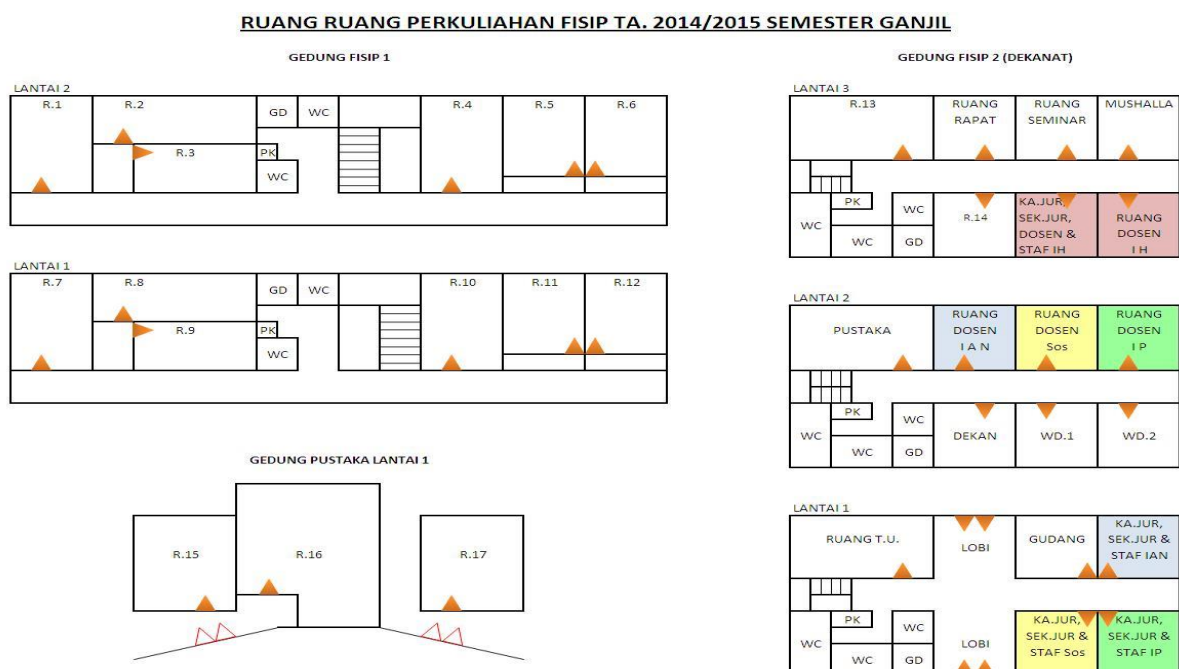 RUANG RUANG PERKULIAHAN FISIP TA. 2014/2015 SEMESTER GANJIL
GEDUNG FISIP 1
LANTAI 2
R.1
R.2
GD
WC
R.4
R.5
R.6
R.3
PK
WC
LANTAI 1
R.7
R.8
GD
WC
R.10
R.11
R.12
R.9
PK
WC
GEDUNG PUSTAKA LANTAI 1
R.15
R.16
R.17
GEDUNG FISIP 2 (DEKANAT)
LANTAI 3
R.13
RUANG
RAPAT
RUANG
SEMINAR
MUSHALLA
WC
PK
WC
WC
GD
R.14
KA.JUR,
SEK.JUR,
DOSEN &
STAF IH
RUANG
DOSEN
I H
LANTAI 2
PUSTAKA
RUANG
DOSEN
I A N
RUANG
DOSEN
Sos
RUANG
DOSEN
I P
WC
PK
WC
WC
GD
DEKAN
WD.1
WD.2
LANTAI 1
RUANG T.U.
LOBI
GUDANG
KA.JUR,
SEK.JUR &
STAF IAN
WC
PK
WC
WC
GD
LOBI
KA.JUR,
SEK.JUR &
STAF Sos
KA.JUR,
SEK.JUR &
STAF IP